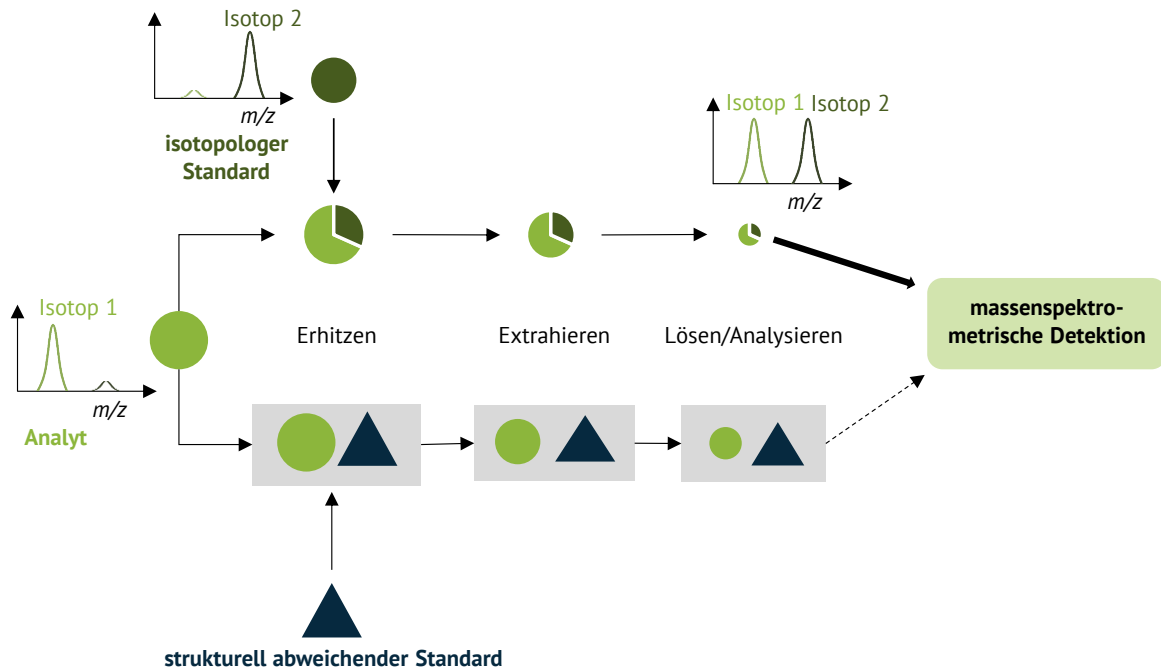 Isotop 2
m/z
isotopologer
Standard
Isotop 1 Isotop 2
m/z
Isotop 1
m/z
Analyt
Erhitzen
Extrahieren
Lösen/Analysieren
massenspektro-
metrische Detektion
strukturell abweichender Standard